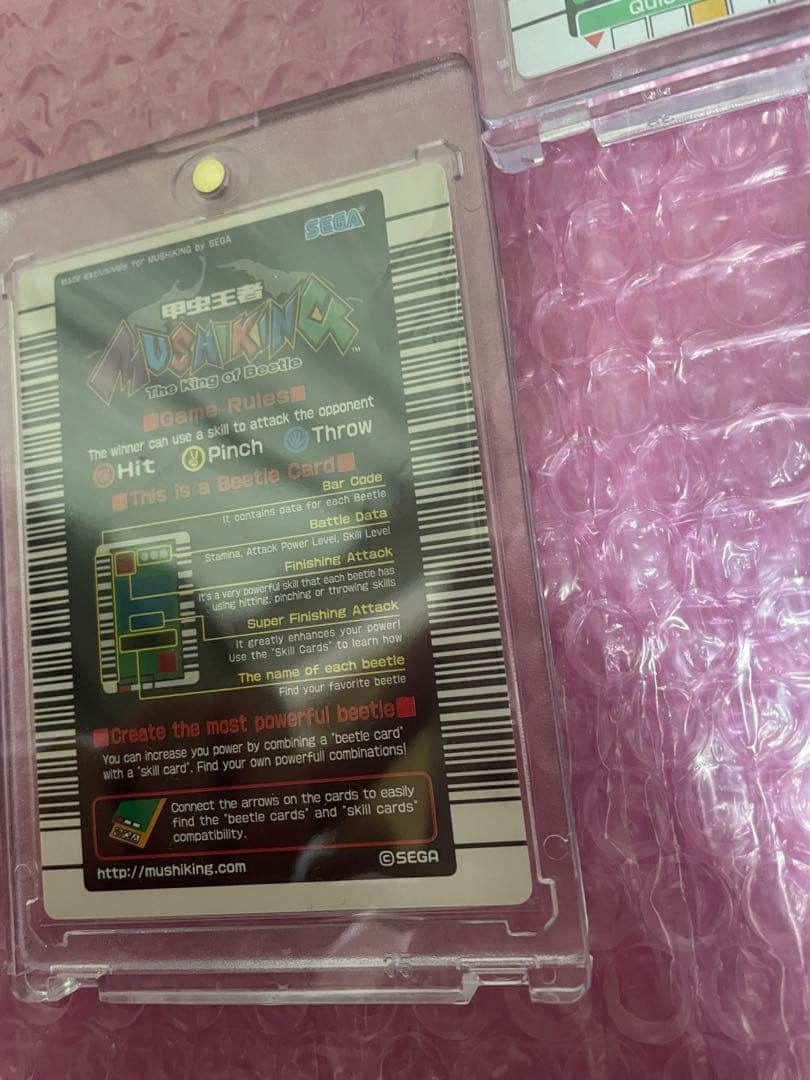 QUIC
SEGA
Made exclusively for MUSHIKING by SEGA
甲虫王者
MUSHIKING™
The King of Beetle
Game Rules
The winner can use a skill to attack the opponent
Hit Pinch Throw
This is a Beetle Card
Bar Code
It contains data for each Beetle
Battle Data
Stamina, Attack Power Level, Skill Level
Finishing Attack
It's a very powerful skill that each beetle has
using hitting, pinching or throwing skills
Super Finishing Attack
It greatly enhances your power!
Use the "Skill Cards" to learn how
The name of each beetle
Find your favorite beetle
Create the most powerful beetle
You can increase you power by combining a "beetle card"
with a "skill card". Find your own powerfull combinations!
Connect the arrows on the cards to easily
find the "beetle cards" and "skill cards"
compatibility.
http://mushiking.com
©SEGA